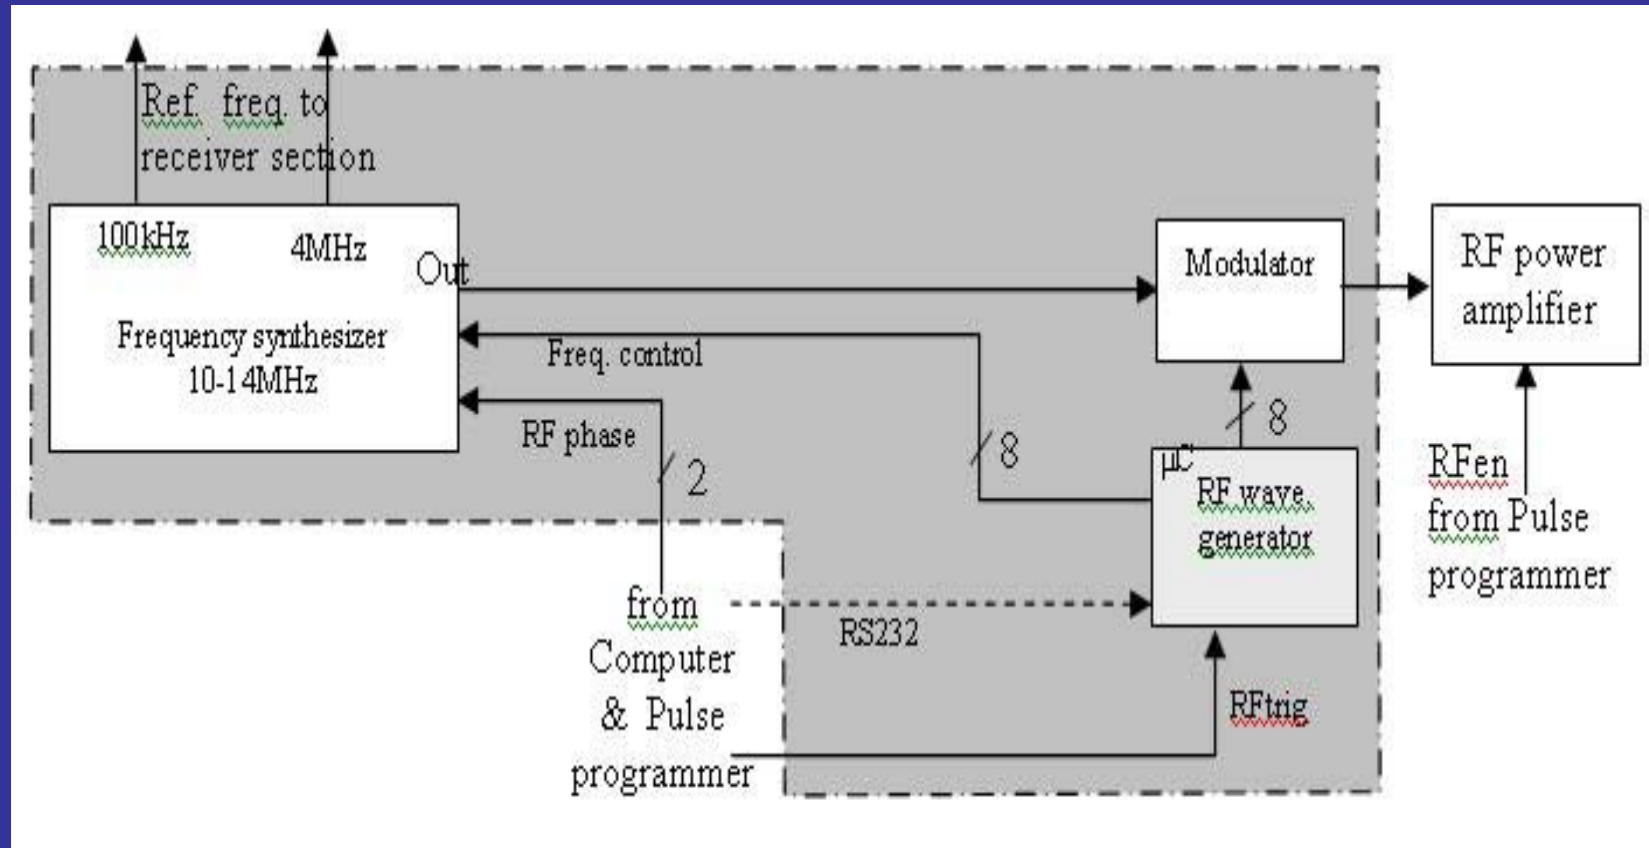 Ref. freq. to
receiver section
100kHz
4MHz
Out
Frequency synthesizer
10-14MHz
Freq. control
RF phase
2
8
Modulator
8
RF power
amplifier
µC
RF wave.
generator
RFen
from Pulse
programmer
from
Computer
& Pulse
programmer
RS232
RFtrig